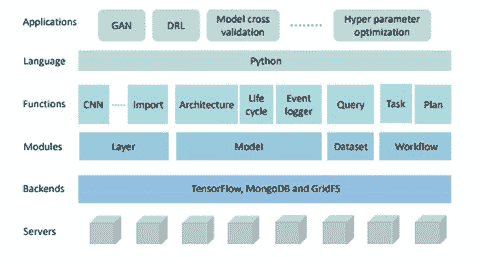 Applications
GAN
DRL
Model cross
validation
Hyper parameter
optimization
Language
Python
Functions
CNN
Import
Architecture
Life
cycle
Event
logger
Query
Task
Plan
Modules
Layer
Model
Dataset
Workflow
Backends
TensorFlow, MongoDB and GridFS
Servers